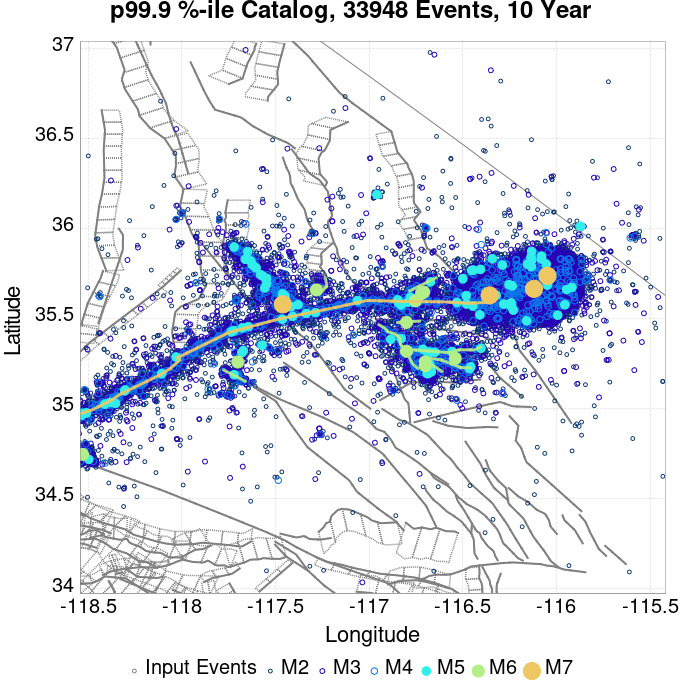 p99.9 %-ile Catalog, 33948 Events, 10 Year
37
36.5
36
35.5
35
34.5
34
Latitude
-118.5 -118 -117.5 -117 -116.5 -116 -115.5
Longitude
Input Events M2 M3 M4 M5 M6 M7